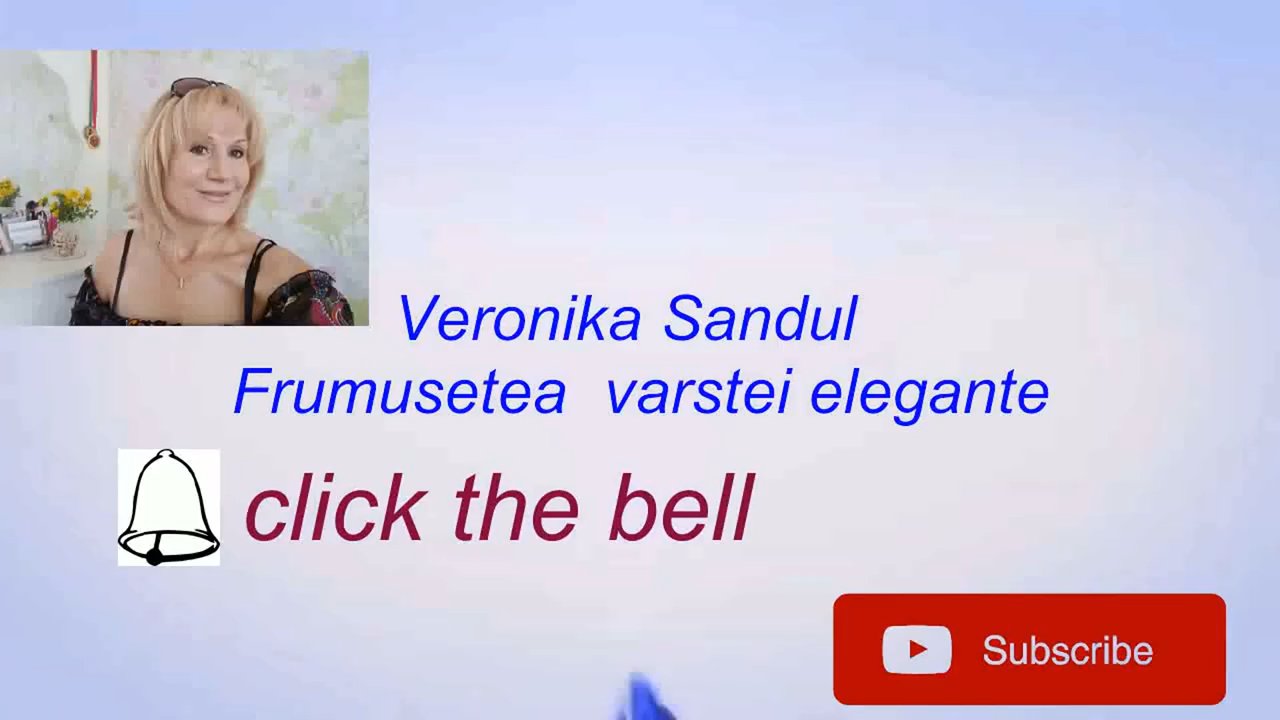 Veronika Sandul
Frumusetea varstei elegante
click the bell
Subscribe